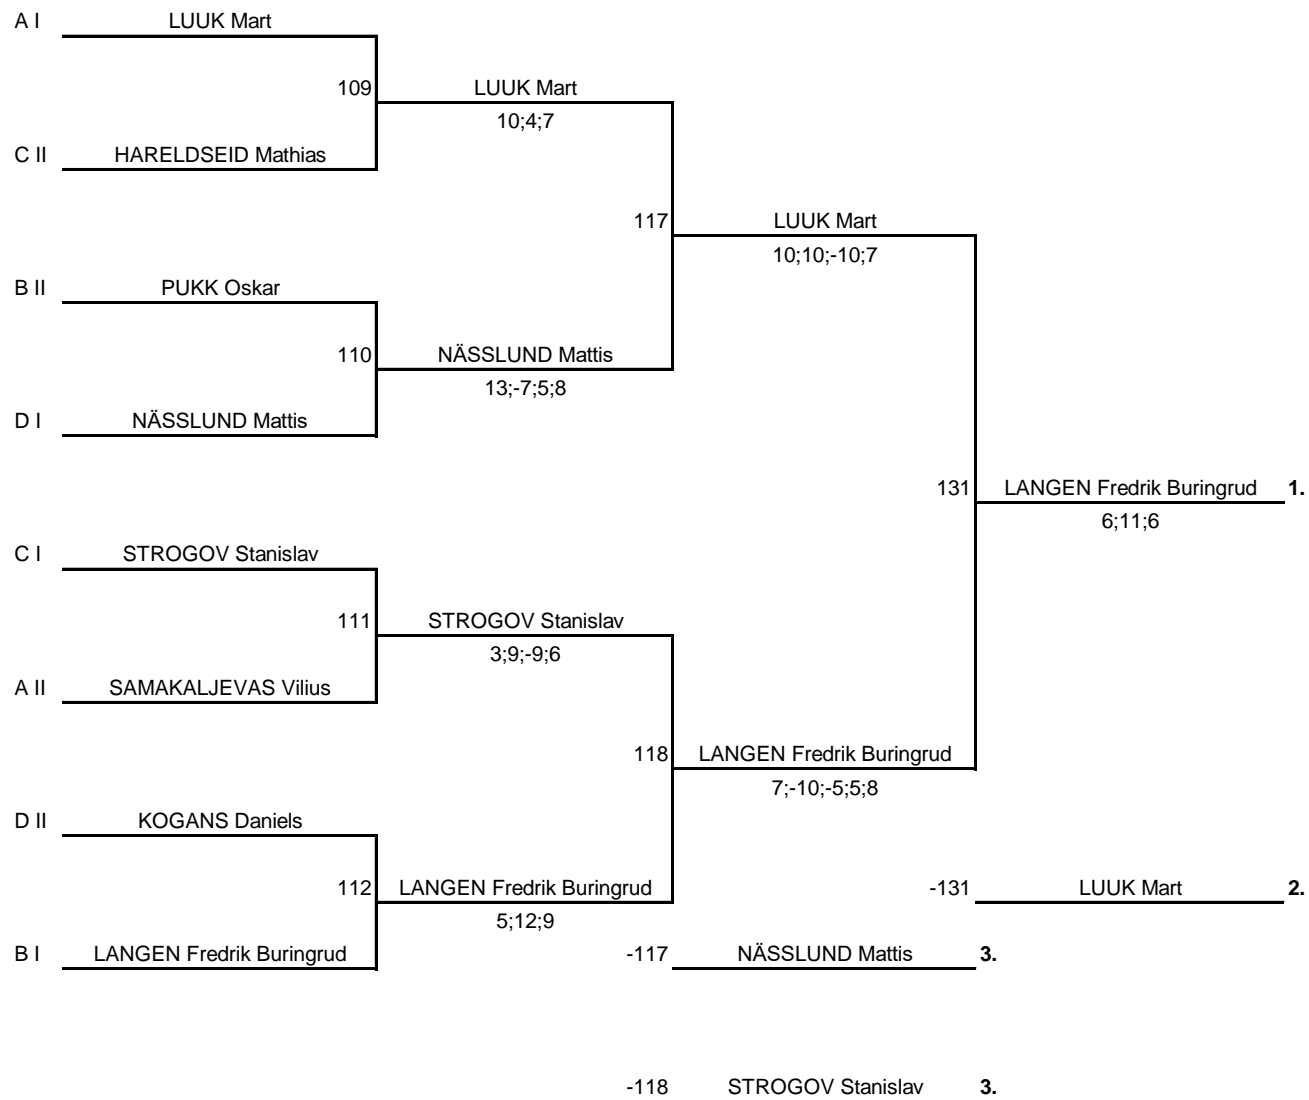 A I LUUK Mart
109 LUUK Mart
10;4;7
C II HARELDSEID Mathias
117 LUUK Mart
10;10;-10;7
B II PUKK Oskar
110 NÄSSLUND Mattis
13;-7;5;8
D I NÄSSLUND Mattis
131 LANGEN Fredrik Buringrud 1.
6;11;6
C I STROGOV Stanislav
111 STROGOV Stanislav
3;9;-9;6
A II SAMAKALJEVAS Vilius
118 LANGEN Fredrik Buringrud
7;-10;-5;5;8
D II KOGANS Daniels
112 LANGEN Fredrik Buringrud -131 LUUK Mart 2.
5;12;9
B I LANGEN Fredrik Buringrud -117 NÄSSLUND Mattis 3.
-118 STROGOV Stanislav 3.